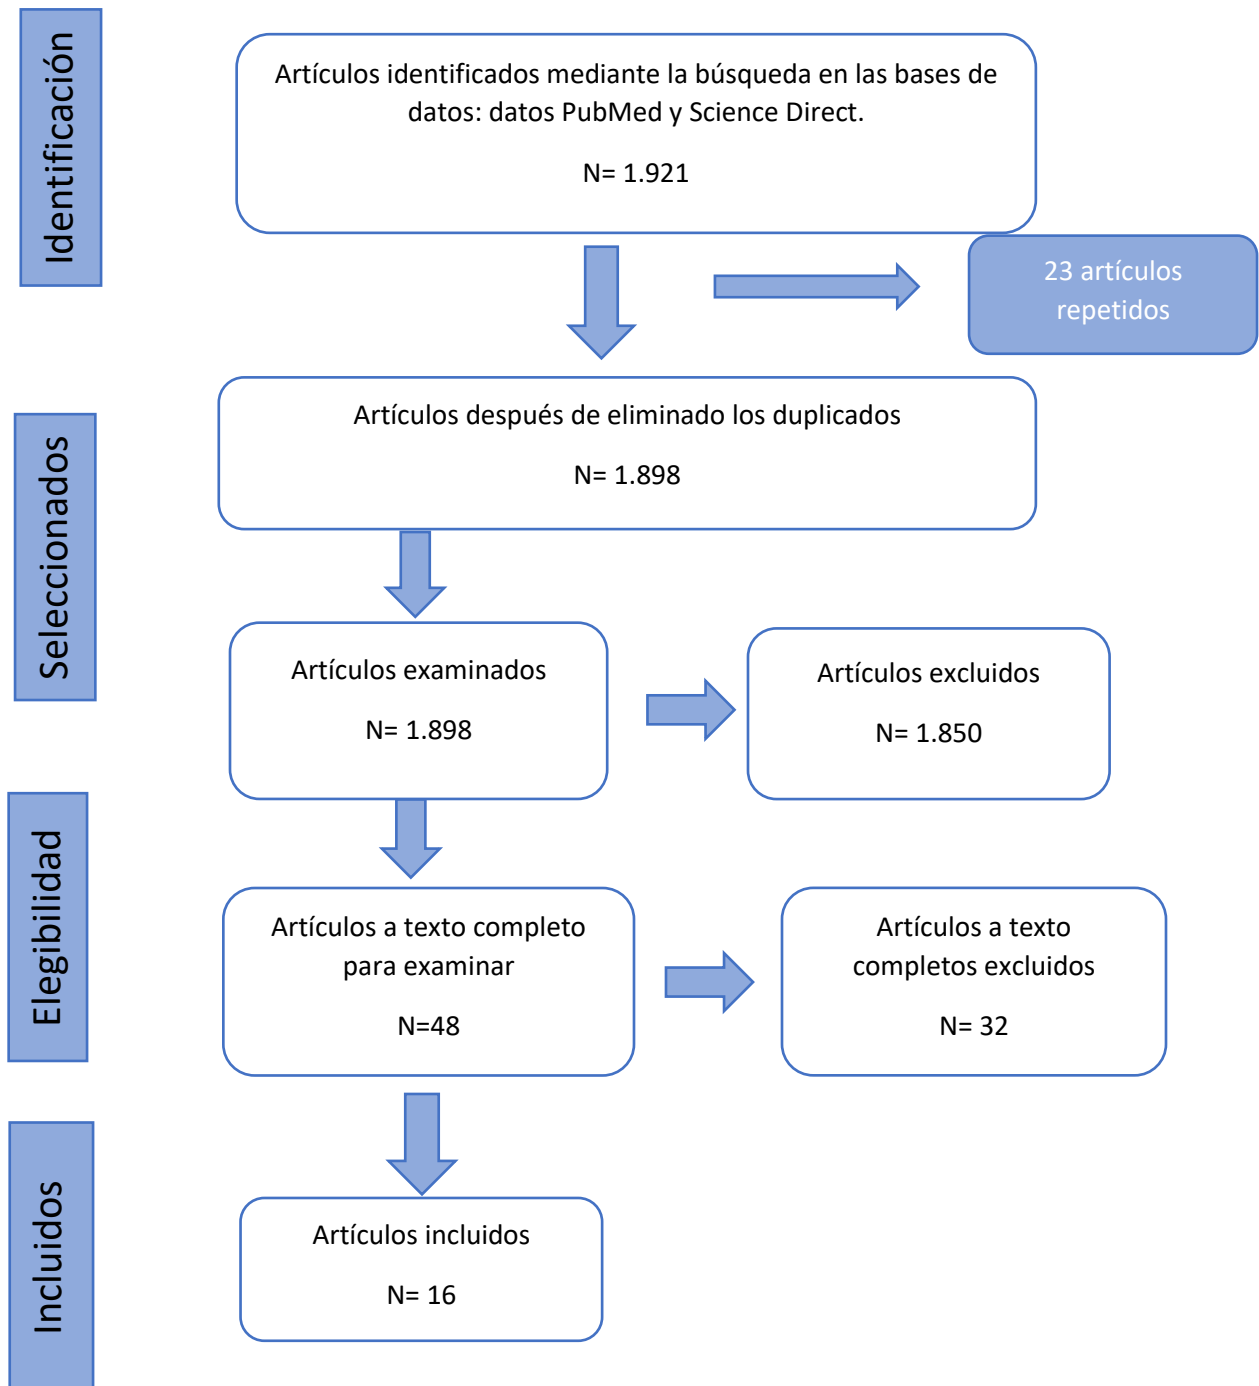 Identificación
Artículos identificados mediante la búsqueda en las bases de
datos: datos PubMed y Science Direct.
N= 1.921
23 artículos
repetidos
Seleccionados
Artículos después de eliminado los duplicados
N= 1.898
Artículos examinados
N= 1.898
Artículos excluidos
N= 1.850
Elegibilidad
Artículos a texto completo
para examinar
N=48
Artículos a texto
completos excluidos
N= 32
Incluidos
Artículos incluidos
N= 16